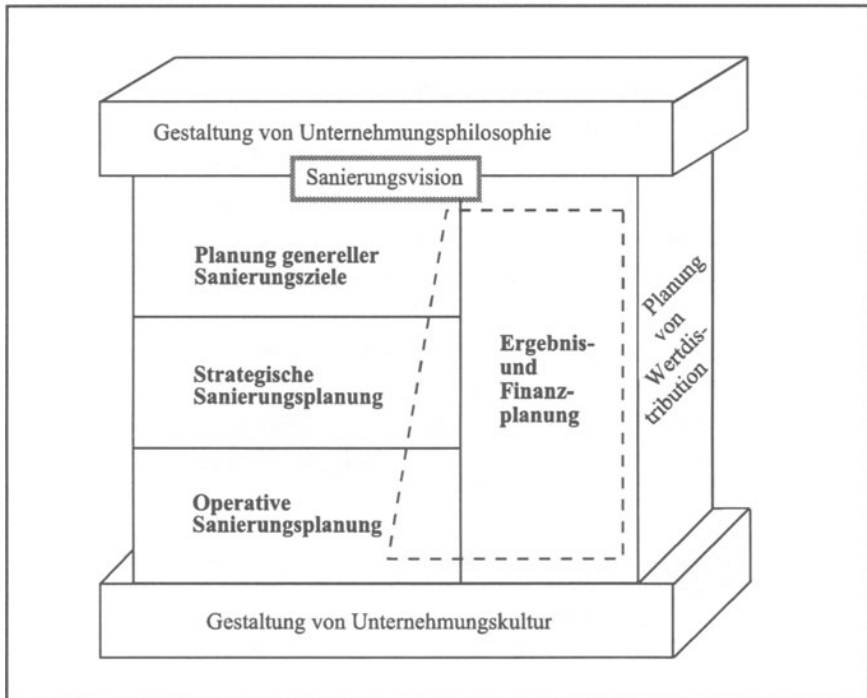 Gestaltung von Unternehmungsphilosophie
Sanierungsvision
Planung genereller
Sanierungsziele
Strategische
Sanierungsplanung
Operative
Sanierungsplanung
Ergebnis-
und
Finanz-
planung
Planung
von
Wertdis-
tribution
Gestaltung von Unternehmungskultur